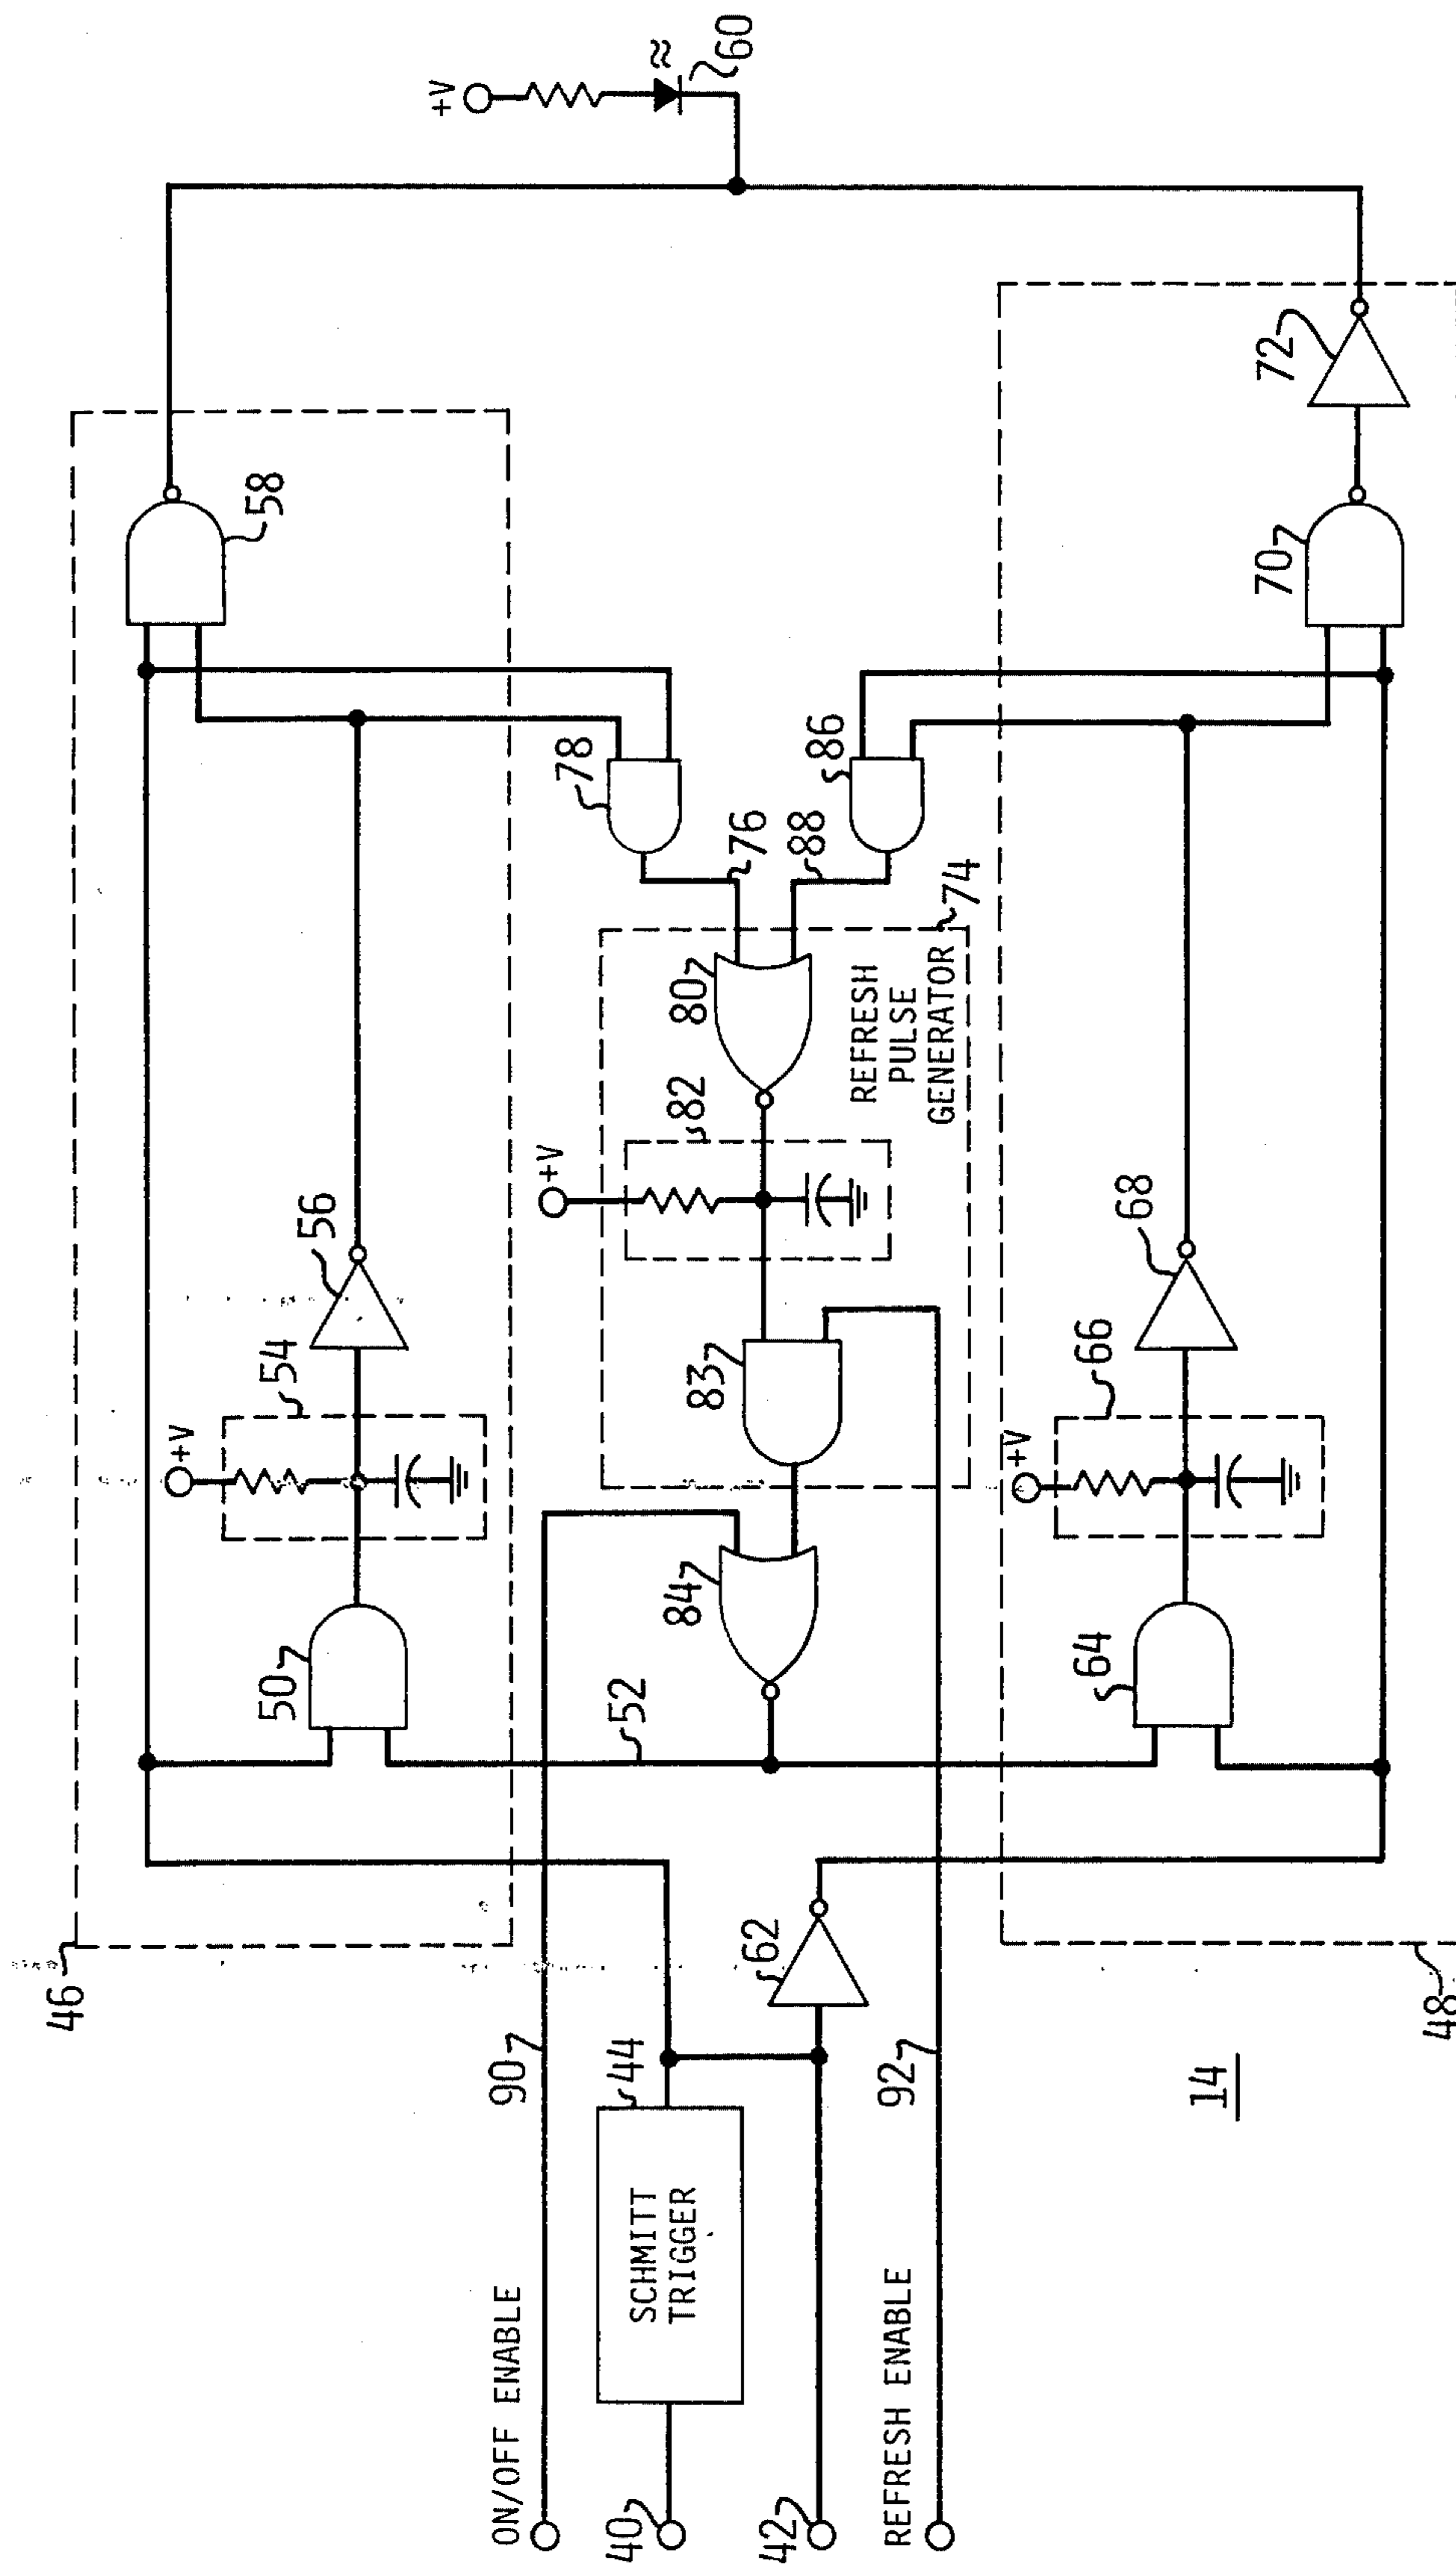 46
50
+V
54
56
58
+V
60
ON/OFF ENABLE
90
40
SCHMITT
TRIGGER
44
52
84
83
+V
82
80
REFRESH
PULSE
GENERATOR
74
76
78
86
88
42
62
REFRESH ENABLE
92
14
48
64
+V
66
68
70
72